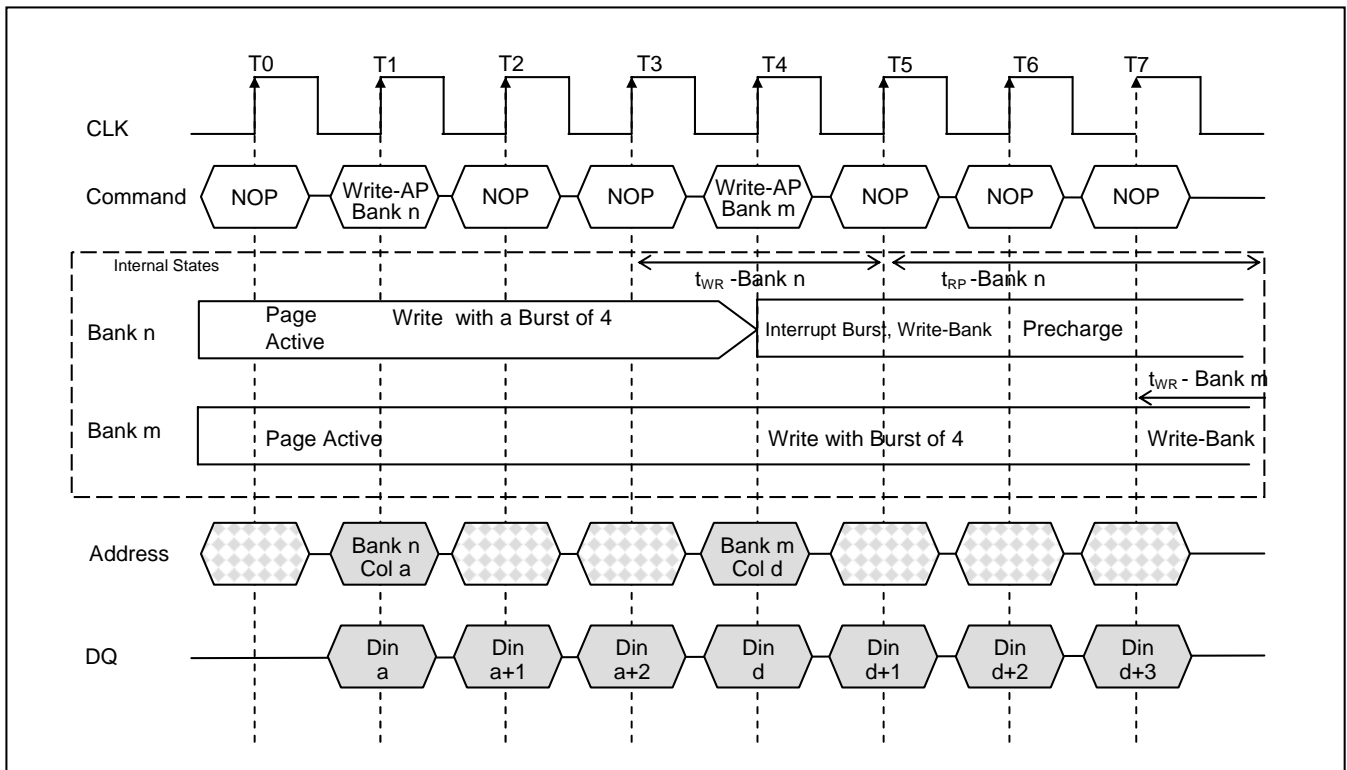 T0 T1 T2 T3 T4 T5 T6 T7
CLK
Command NOP Write-AP Bank n NOP NOP Write-AP Bank m NOP NOP NOP
Internal States
tWR -Bank n tRP -Bank n
Bank n Page Active Write with a Burst of 4 Interrupt Burst, Write-Bank Precharge
tWR - Bank m
Bank m Page Active Write with Burst of 4 Write-Bank
Address Bank n Col a Bank m Col d
DQ Din a Din a+1 Din a+2 Din d Din d+1 Din d+2 Din d+3